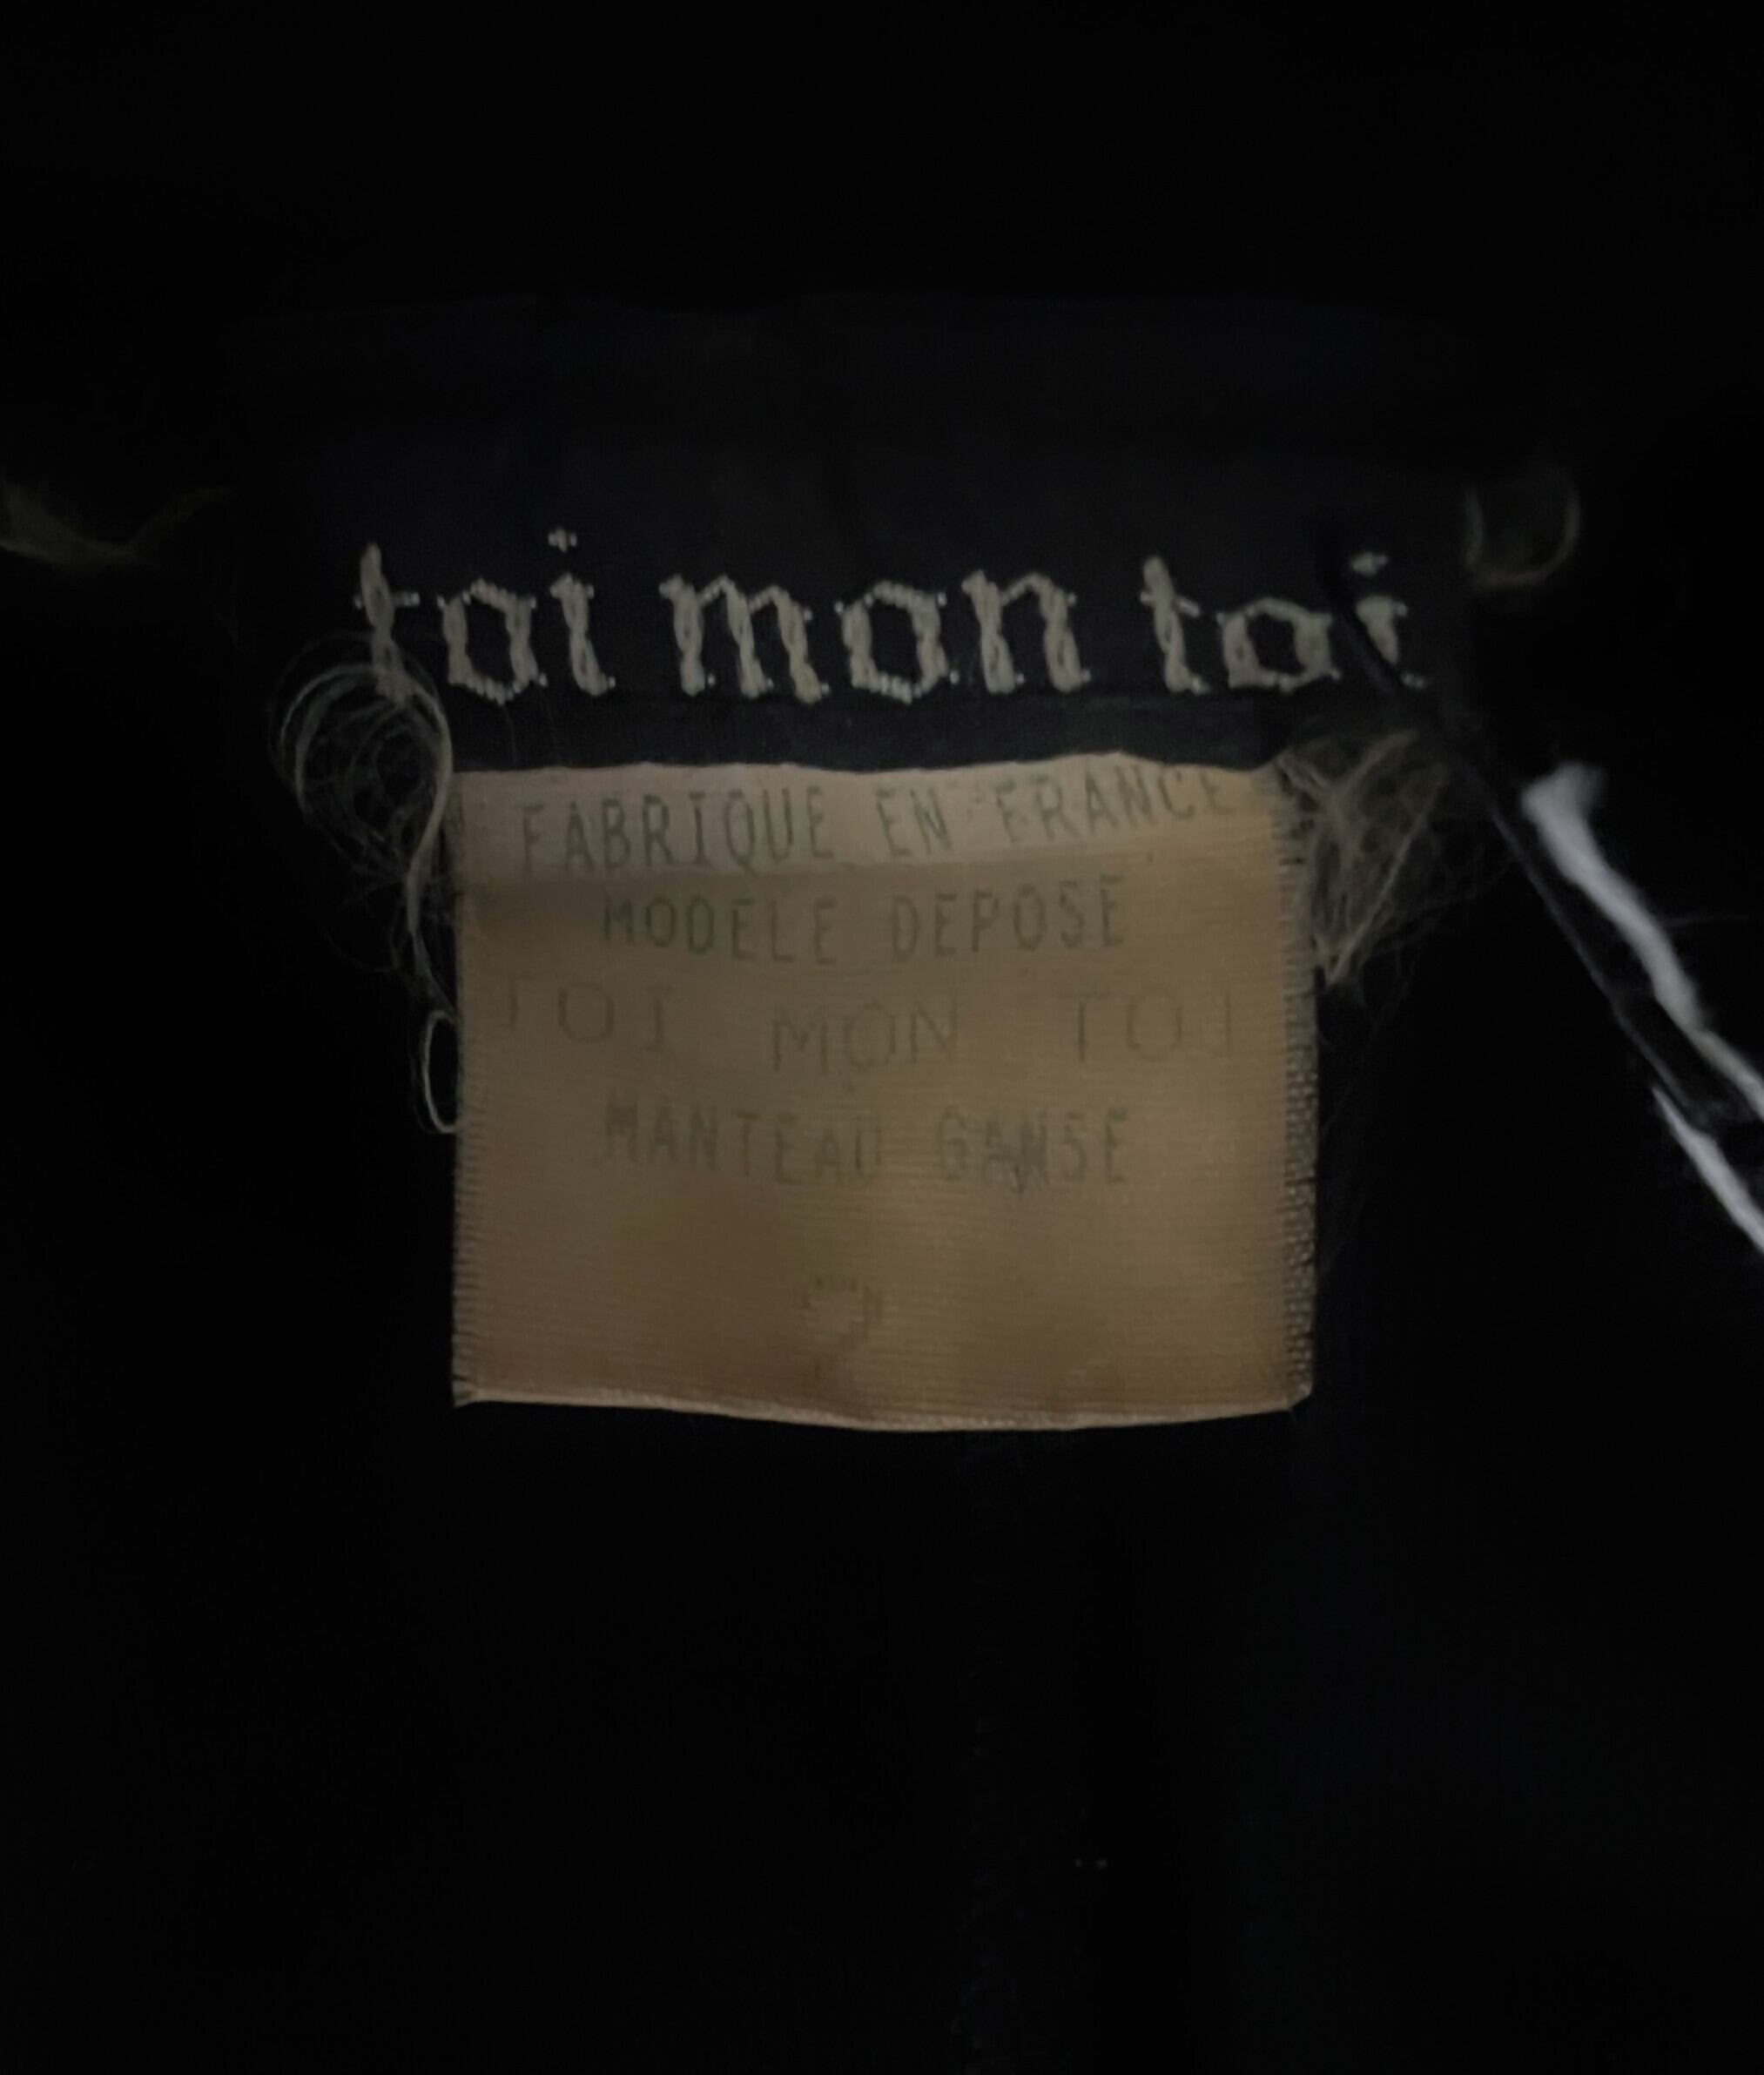 toi mon toi
FABRIQUE EN FRANCE
MODELE DEPOSE
TOI MON TOI
MANTEAU GANSE